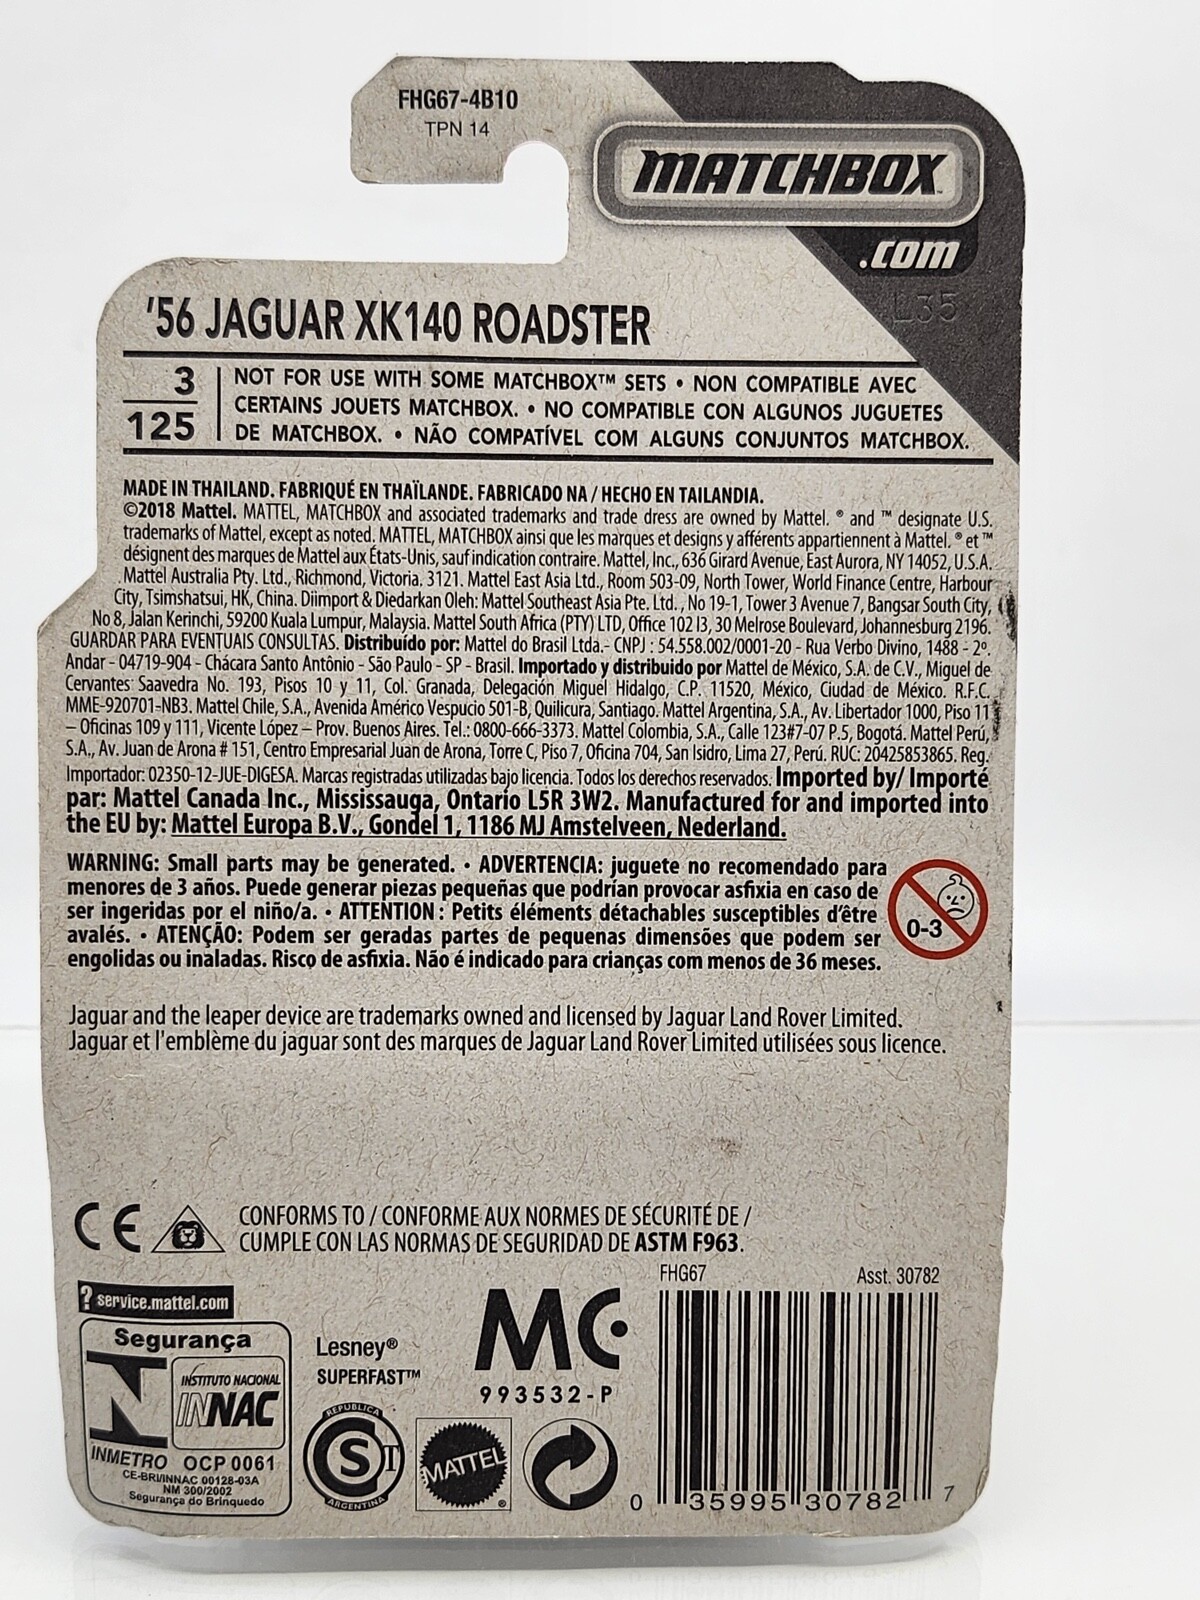 FHG67-4B10
TPN 14
MATCHBOX™
.com
L35
'56 JAGUAR XK140 ROADSTER
3
125
NOT FOR USE WITH SOME MATCHBOX™ SETS • NON COMPATIBLE AVEC
CERTAINS JOUETS MATCHBOX. • NO COMPATIBLE CON ALGUNOS JUGUETES
DE MATCHBOX. • NÃO COMPATÍVEL COM ALGUNS CONJUNTOS MATCHBOX.
MADE IN THAILAND. FABRIQUÉ EN THAÏLANDE. FABRICADO NA / HECHO EN TAILANDIA.
©2018 Mattel. MATTEL, MATCHBOX and associated trademarks and trade dress are owned by Mattel. ® and ™ designate U.S.
trademarks of Mattel, except as noted. MATTEL, MATCHBOX ainsi que les marques et designs y afférents appartiennent à Mattel. ® et ™
désignent des marques de Mattel aux États-Unis, sauf indication contraire. Mattel, Inc., 636 Girard Avenue, East Aurora, NY 14052, U.S.A.
Mattel Australia Pty. Ltd., Richmond, Victoria. 3121. Mattel East Asia Ltd., Room 503-09, North Tower, World Finance Centre, Harbour
City, Tsimshatsui, HK, China. Diimport & Diedarkan Oleh: Mattel Southeast Asia Pte. Ltd., No 19-1, Tower 3 Avenue 7, Bangsar South City,
No 8, Jalan Kerinchi, 59200 Kuala Lumpur, Malaysia. Mattel South Africa (PTY) LTD, Office 102 I3, 30 Melrose Boulevard, Johannesburg 2196.
GUARDAR PARA EVENTUAIS CONSULTAS. Distribuído por: Mattel do Brasil Ltda.- CNPJ : 54.558.002/0001-20 - Rua Verbo Divino, 1488 - 2º.
Andar - 04719-904 - Chácara Santo Antônio - São Paulo - SP - Brasil. Importado y distribuido por Mattel de México, S.A. de C.V., Miguel de
Cervantes Saavedra No. 193, Pisos 10 y 11, Col. Granada, Delegación Miguel Hidalgo, C.P. 11520, México, Ciudad de México. R.F.C.
MME-920701-NB3. Mattel Chile, S.A., Avenida Américo Vespucio 501-B, Quilicura, Santiago. Mattel Argentina, S.A., Av. Libertador 1000, Piso 11
– Oficinas 109 y 111, Vicente López – Prov. Buenos Aires. Tel.: 0800-666-3373. Mattel Colombia, S.A., Calle 123#7-07 P.5, Bogotá. Mattel Perú,
S.A., Av. Juan de Arona # 151, Centro Empresarial Juan de Arona, Torre C, Piso 7, Oficina 704, San Isidro, Lima 27, Perú. RUC: 20425853865. Reg.
Importador: 02350-12-JUE-DIGESA. Marcas registradas utilizadas bajo licencia. Todos los derechos reservados. Imported by/ Importé
par: Mattel Canada Inc., Mississauga, Ontario L5R 3W2. Manufactured for and imported into
the EU by: Mattel Europa B.V., Gondel 1, 1186 MJ Amstelveen, Nederland.
WARNING: Small parts may be generated. • ADVERTENCIA: juguete no recomendado para
menores de 3 años. Puede generar piezas pequeñas que podrían provocar asfixia en caso de
ser ingeridas por el niño/a. • ATTENTION : Petits éléments détachables susceptibles d'être
avalés. • ATENÇÃO: Podem ser geradas partes de pequenas dimensões que podem ser
engolidas ou inaladas. Risco de asfixia. Não é indicado para crianças com menos de 36 meses.
0-3
Jaguar and the leaper device are trademarks owned and licensed by Jaguar Land Rover Limited.
Jaguar et l'emblème du jaguar sont des marques de Jaguar Land Rover Limited utilisées sous licence.
CE
CONFORMS TO / CONFORME AUX NORMES DE SÉCURITÉ DE /
CUMPLE CON LAS NORMAS DE SEGURIDAD DE ASTM F963.
FHG67 Asst. 30782
? service.mattel.com
Segurança
INSTITUTO NACIONAL
INNAC
INMETRO OCP 0061
CE-BRI/INNAC 00128-03A
NM 300/2002
Segurança do Brinquedo
Lesney®
SUPERFAST™
MC
993532-P
REPUBLICA
S T
ARGENTINA
MATTEL
®
0 35995 30782 7